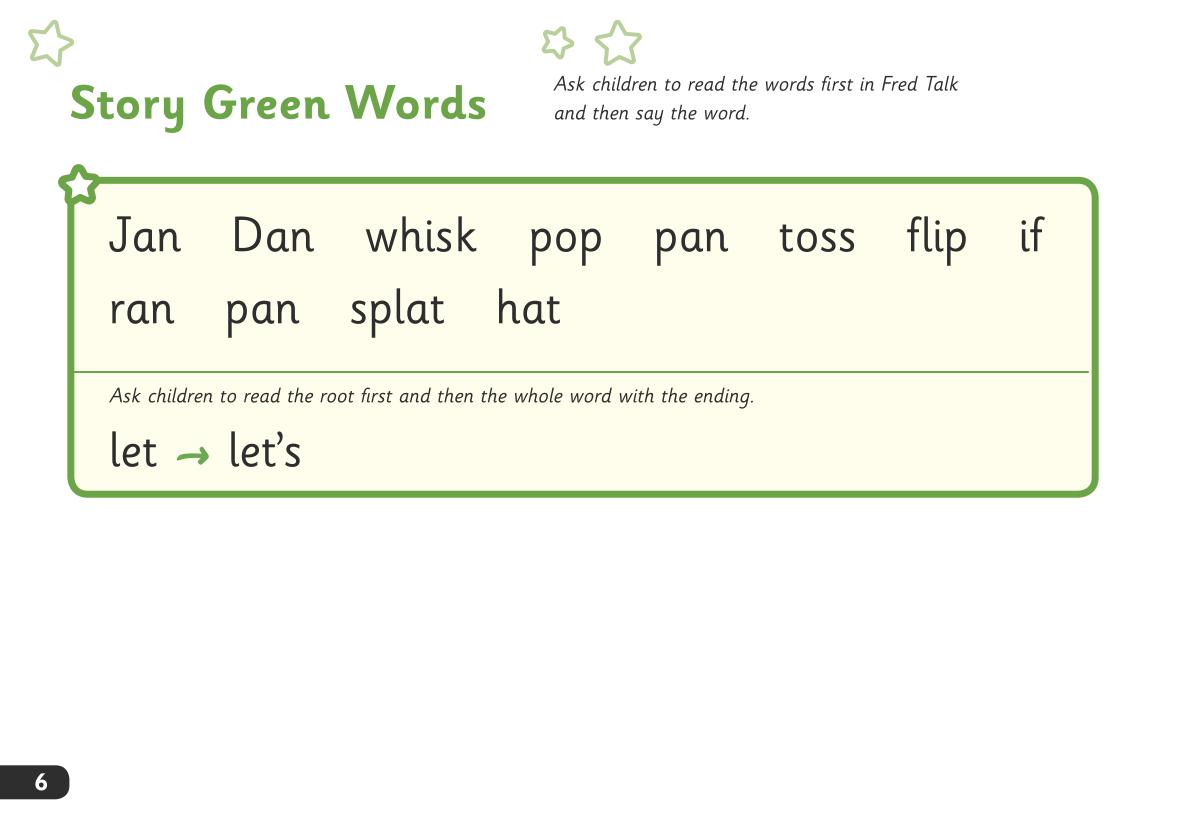 Story Green Words
Ask children to read the words first in Fred Talk
and then say the word.
Jan Dan whisk pop pan toss flip if
ran pan splat hat
Ask children to read the root first and then the whole word with the ending.
let → let’s
6